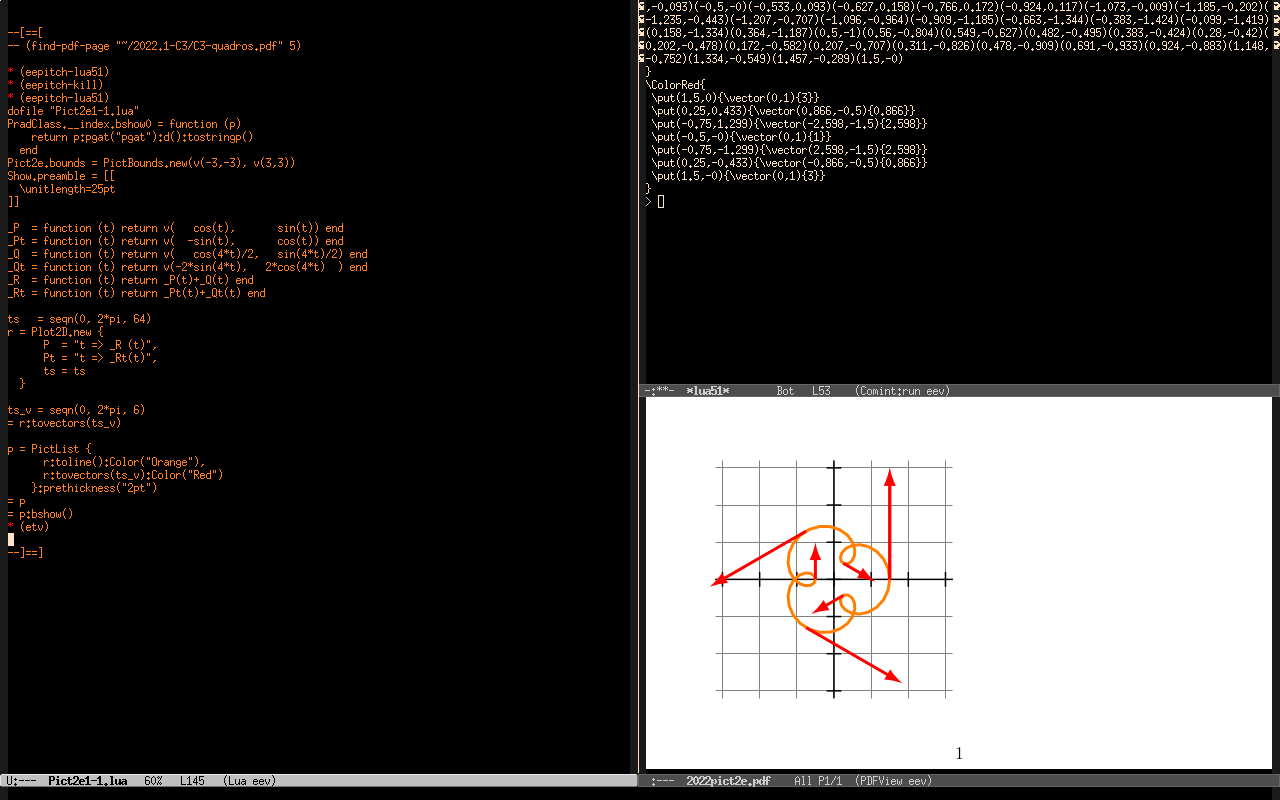 --[==[
-- (find-pdf-page "~/2022.1-C3/C3-quadros.pdf" 5)
* (eepitch-lua51)
* (eepitch-kill)
* (eepitch-lua51)
dofile "Pict2e1-1.lua"
PradClass.__index.bshow0 = function (p)
    return p:pgat("pgat"):d():tostringp()
  end
Pict2e.bounds = PictBounds.new(v(-3,-3), v(3,3))
Show.preamble = [[
  \unitlength=25pt
]]
_P  = function (t) return v(   cos(t),       sin(t)) end
_Pt = function (t) return v(  -sin(t),       cos(t)) end
_Q  = function (t) return v(   cos(4*t)/2,   sin(4*t)/2) end
_Qt = function (t) return v(-2*sin(4*t),   2*cos(4*t)  ) end
_R  = function (t) return _P(t)+_Q(t) end
_Rt = function (t) return _Pt(t)+_Qt(t) end
ts   = seqn(0, 2*pi, 64)
r = Plot2D.new {
      P  = "t => _R (t)",
      Pt = "t => _Rt(t)",
      ts = ts
  }
ts_v = seqn(0, 2*pi, 6)
= r:tovectors(ts_v)
p = PictList {
      r:toline():Color("Orange"),
      r:tovectors(ts_v):Color("Red")
    }:prethickness("2pt")
= p
= p:bshow()
* (etv)
--]==]
U:---  Pict2e1-1.lua   60%   L145   (Lua eev)
,-0.093)(-0.5,-0)(-0.533,0.093)(-0.627,0.158)(-0.766,0.172)(-0.924,0.117)(-1.073,-0.009)(-1.185,-0.202)(
-1.235,-0.443)(-1.207,-0.707)(-1.096,-0.964)(-0.909,-1.185)(-0.663,-1.344)(-0.383,-1.424)(-0.099,-1.419)
(0.158,-1.334)(0.364,-1.187)(0.5,-1)(0.56,-0.804)(0.549,-0.627)(0.482,-0.495)(0.383,-0.424)(0.28,-0.42)(
0.202,-0.478)(0.172,-0.582)(0.207,-0.707)(0.311,-0.826)(0.478,-0.909)(0.691,-0.933)(0.924,-0.883)(1.148,
-0.752)(1.334,-0.549)(1.457,-0.289)(1.5,-0)
}
\ColorRed{
 \put(1.5,0){\vector(0,1){3}}
 \put(0.25,0.433){\vector(0.866,-0.5){0.866}}
 \put(-0.75,1.299){\vector(-2.598,-1.5){2.598}}
 \put(-0.5,-0){\vector(0,1){1}}
 \put(-0.75,-1.299){\vector(2.598,-1.5){2.598}}
 \put(0.25,-0.433){\vector(-0.866,-0.5){0.866}}
 \put(1.5,-0){\vector(0,1){3}}
}
>
-:**-  *lua51*        Bot   L53    (Comint:run eev)
1
:---  2022pict2e.pdf    All P1/1  (PDFView eev)